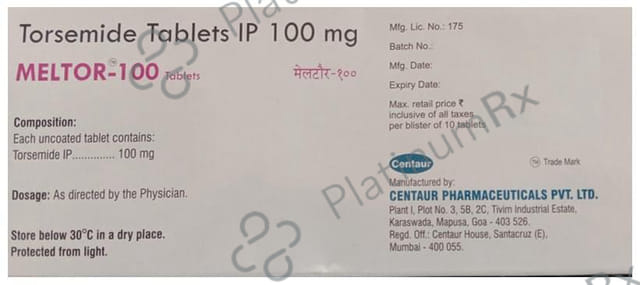 Torsemide Tablets IP 100 mg
MELTOR™-100 Tablets
मेलटौर-१००
Composition:
Each uncoated tablet contains:
Torsemide IP.............. 100 mg
Dosage: As directed by the Physician.
Store below 30°C in a dry place.
Protected from light.
Mfg. Lic. No.: 175
Batch No.:
Mfg. Date:
Expiry Date:
Max. retail price ₹
inclusive of all taxes
per blister of 10 tablets
Centaur
TM Trade Mark
Manufactured by:
CENTAUR PHARMACEUTICALS PVT. LTD.
Plant I, Plot No. 3, 5B, 2C, Tivim Industrial Estate,
Karaswada, Mapusa, Goa - 403 526.
Regd. Off.: Centaur House, Santacruz (E),
Mumbai - 400 055.
PlatinumRx